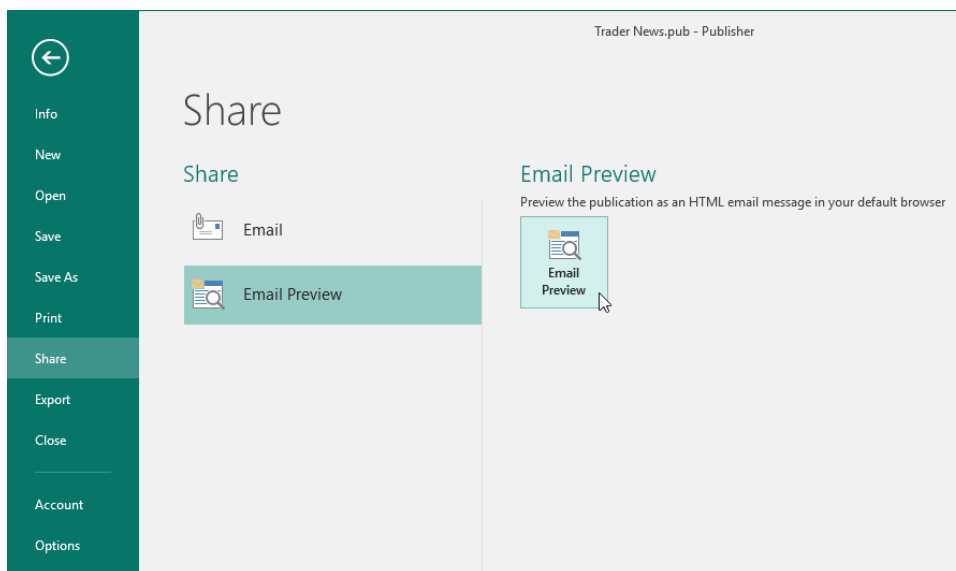 Trader News.pub - Publisher
Info
New
Open
Save
Save As
Print
Share
Export
Close
Account
Options
Share
Share
Email
Email Preview
Email Preview
Preview the publication as an HTML email message in your default browser
Email
Preview